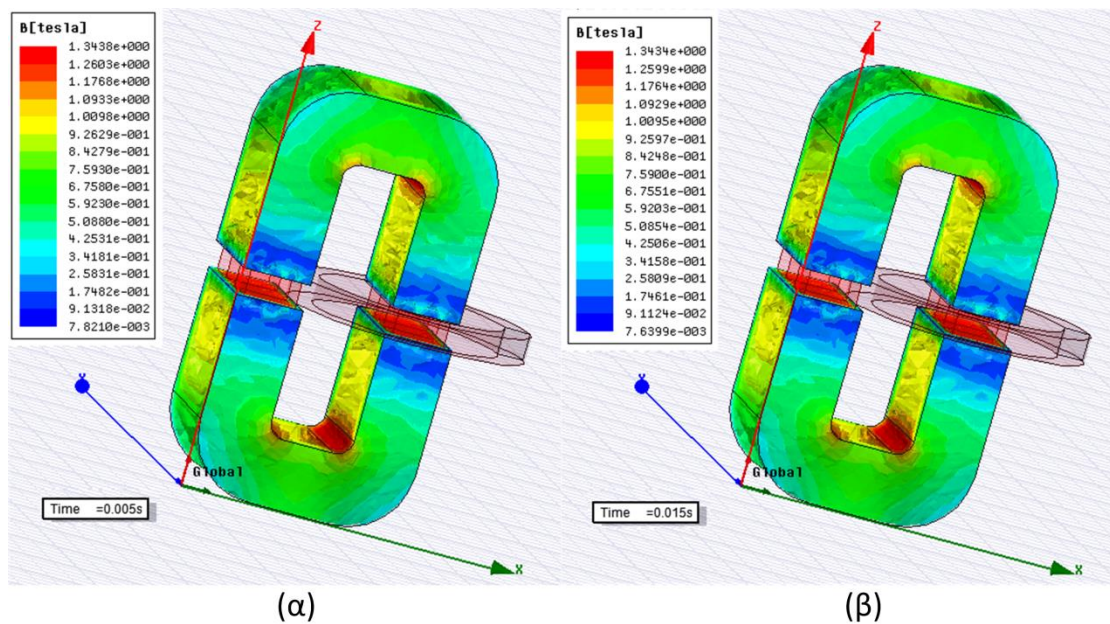 B[tesla]
1.3438e+000
1.2603e+000
1.1768e+000
1.0933e+000
1.0098e+000
9.2629e-001
8.4279e-001
7.5930e-001
6.7580e-001
5.9230e-001
5.0880e-001
4.2531e-001
3.4181e-001
2.5831e-001
1.7482e-001
9.1318e-002
7.8210e-003
Z
Y
Global
X
Time =0.005s
(α)
B[tesla]
1.3434e+000
1.2599e+000
1.1764e+000
1.0929e+000
1.0095e+000
9.2597e-001
8.4248e-001
7.5900e-001
6.7551e-001
5.9203e-001
5.0854e-001
4.2506e-001
3.4158e-001
2.5809e-001
1.7461e-001
9.1124e-002
7.6399e-003
Z
Y
Global
X
Time =0.015s
(β)